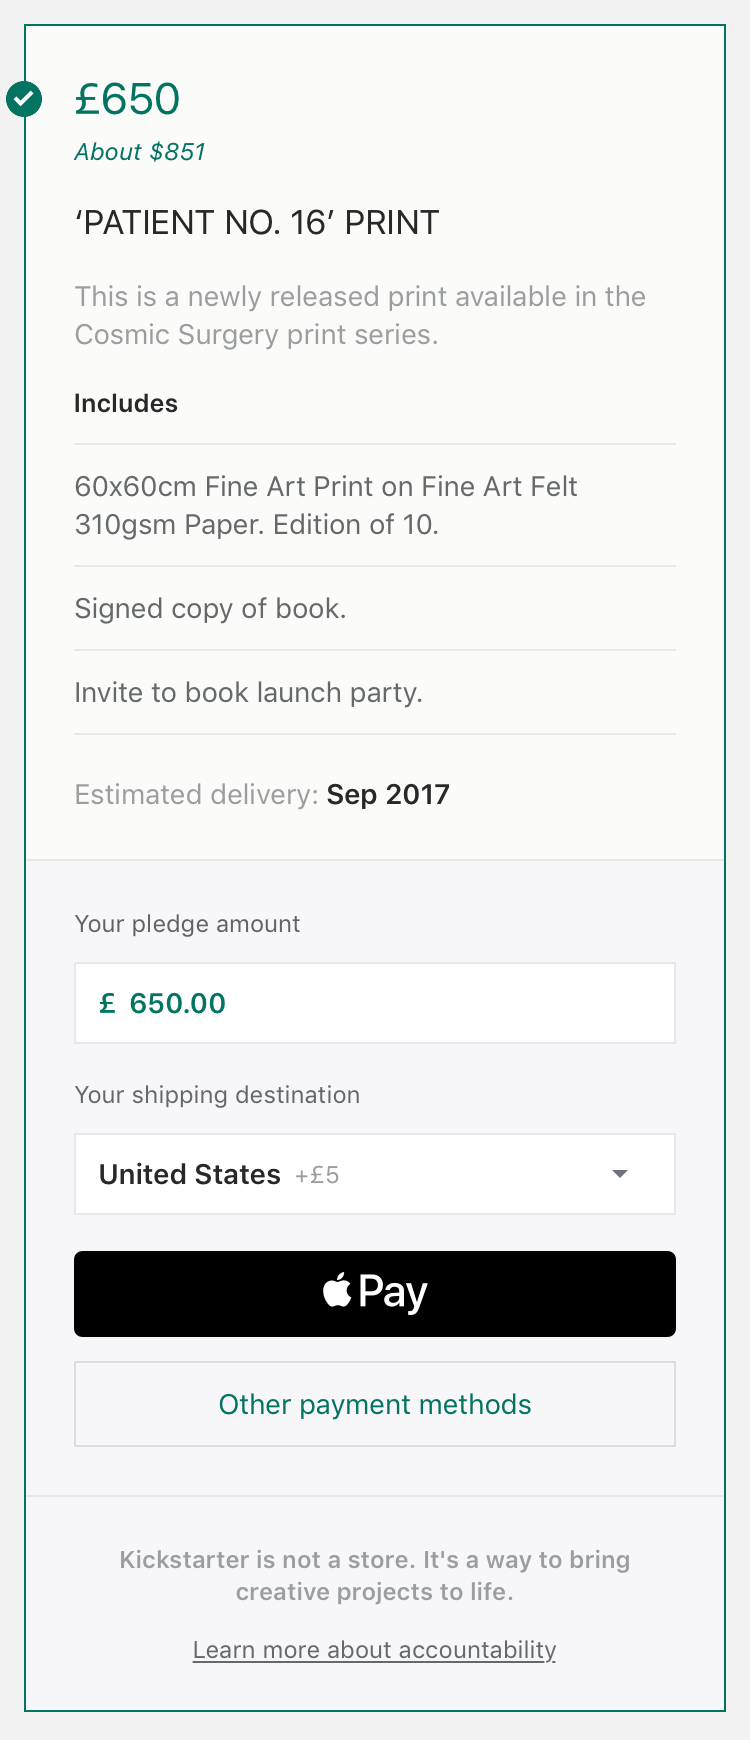 £650
About $851
‘PATIENT NO. 16’ PRINT
This is a newly released print available in the
Cosmic Surgery print series.
Includes
60x60cm Fine Art Print on Fine Art Felt
310gsm Paper. Edition of 10.
Signed copy of book.
Invite to book launch party.
Estimated delivery: Sep 2017
Your pledge amount
£ 650.00
Your shipping destination
United States +£5
Pay
Other payment methods
Kickstarter is not a store. It's a way to bring
creative projects to life.
Learn more about accountability